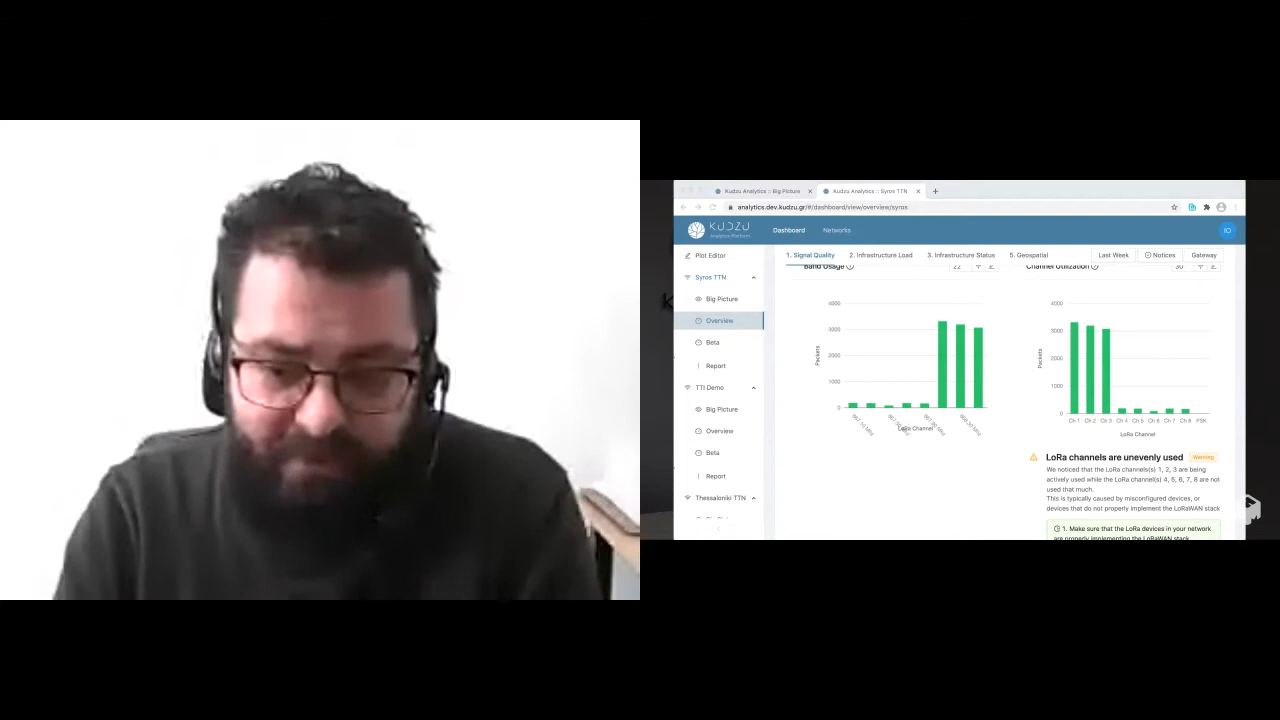 Kudzu Analytics :: Big Picture
Kudzu Analytics :: Syros TTN
analytics.dev.kudzu.gr/#/dashboard/view/overview/syros
KUDZU
Analytics Platform
Dashboard
Networks
IO
Plot Editor
Syros TTN
Big Picture
Overview
Beta
Report
TTI Demo
Big Picture
Overview
Beta
Report
Thessaloniki TTN
1. Signal Quality
2. Infrastructure Load
3. Infrastructure Status
5. Geospatial
Last Week
Notices
Gateway
Band Usage
Channel Utilization
4000
3000
2000
1000
0
Packets
LoRa Channel
4000
3000
2000
1000
0
Packets
Ch 1 Ch 2 Ch 3 Ch 4 Ch 5 Ch 6 Ch 7 Ch 8 FSK
LoRa Channel
LoRa channels are unevenly used Warning
We noticed that the LoRa channels(s) 1, 2, 3 are being
actively used while the LoRa channel(s) 4, 5, 6, 7, 8 are not
used that much.
This is typically caused by misconfigured devices, or
devices that do not properly implement the LoRaWAN stack
1. Make sure that the LoRa devices in your network
are properly implementing the LoRaWAN stack